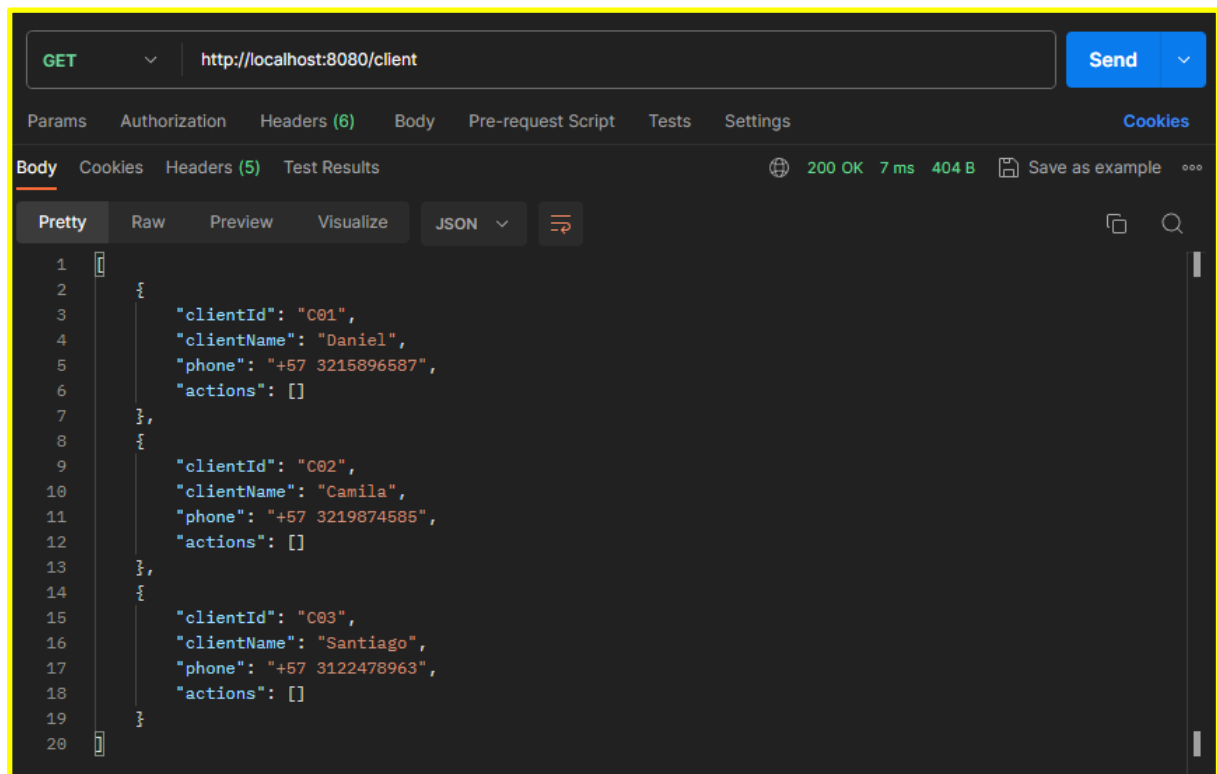 GET http://localhost:8080/client Send
Params Authorization Headers (6) Body Pre-request Script Tests Settings Cookies
Body Cookies Headers (5) Test Results 200 OK 7 ms 404 B Save as example
Pretty Raw Preview Visualize JSON
1 [
2 {
3 "clientId": "C01",
4 "clientName": "Daniel",
5 "phone": "+57 3215896587",
6 "actions": []
7 },
8 {
9 "clientId": "C02",
10 "clientName": "Camila",
11 "phone": "+57 3219874585",
12 "actions": []
13 },
14 {
15 "clientId": "C03",
16 "clientName": "Santiago",
17 "phone": "+57 3122478963",
18 "actions": []
19 }
20 ]